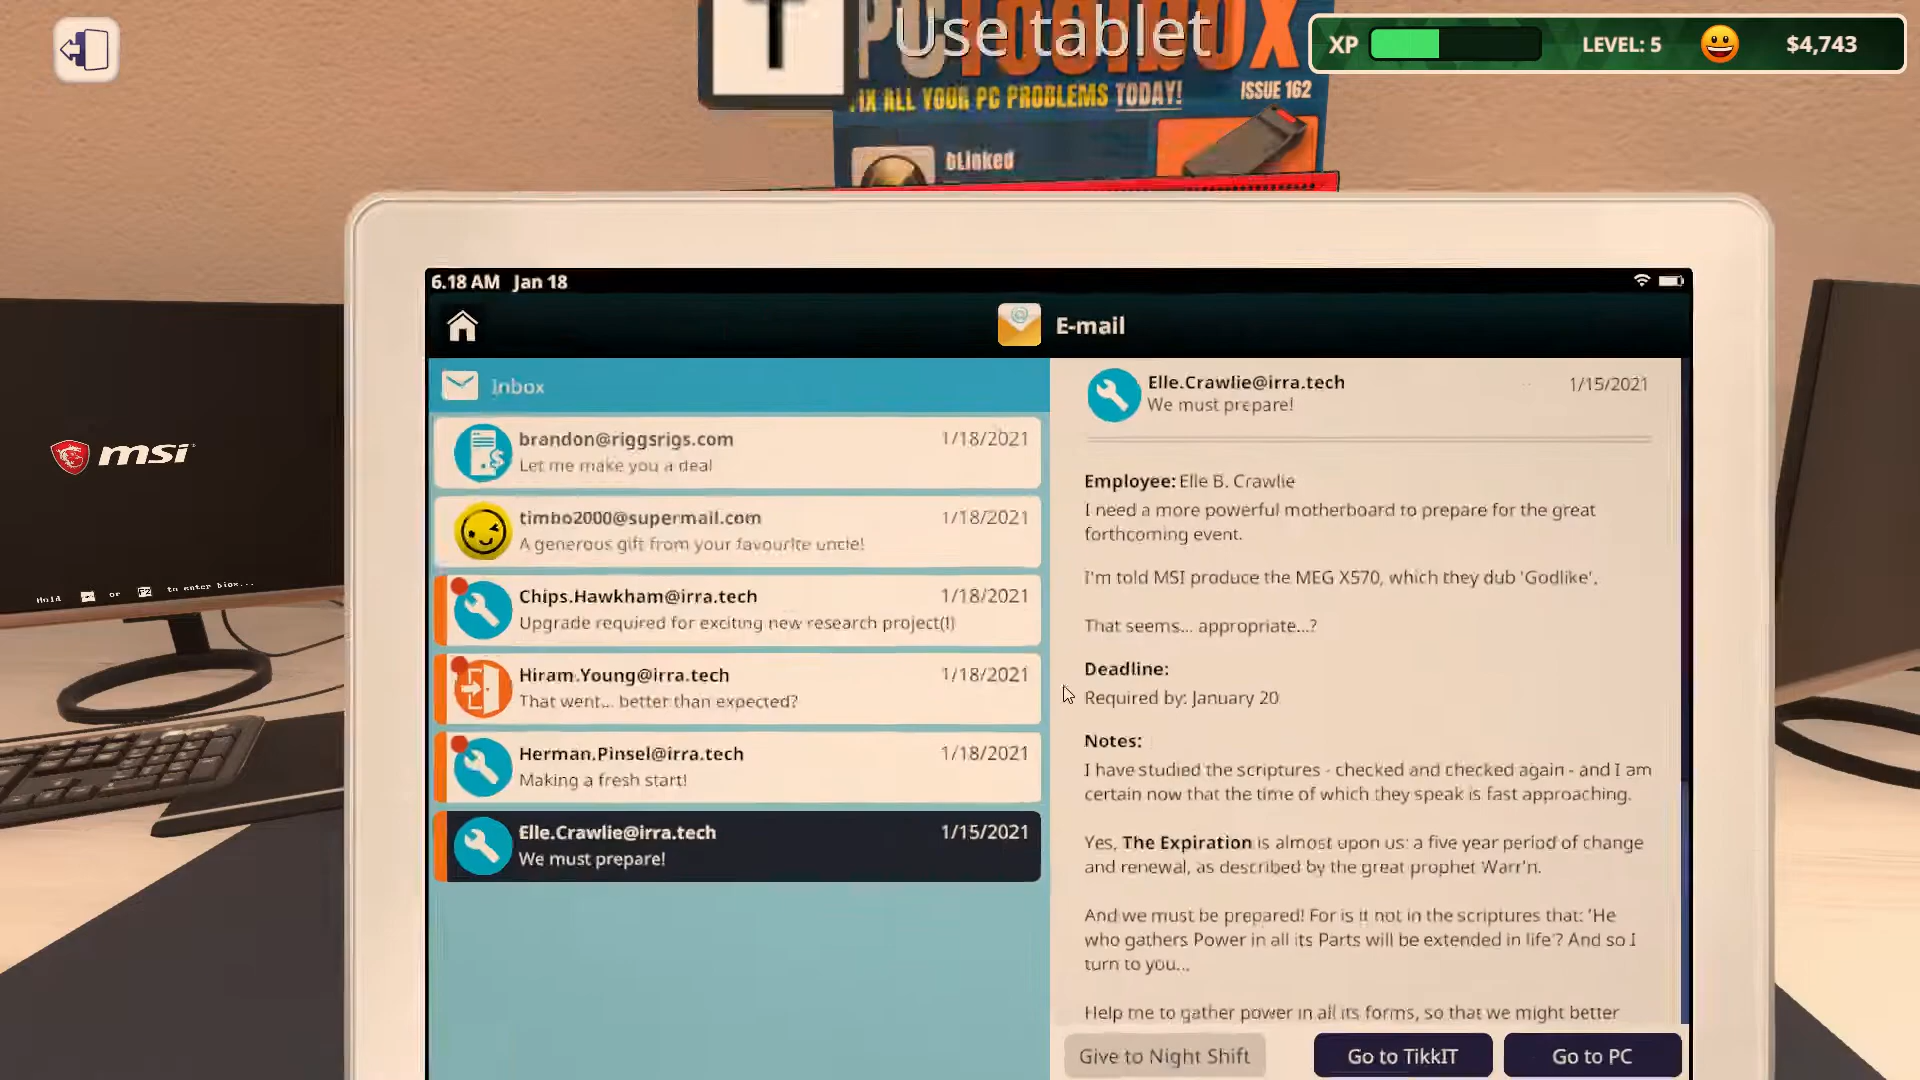 T
Use tablet
PC Toolbox
FIX ALL YOUR PC PROBLEMS TODAY!
ISSUE 162
bLinked
XP
LEVEL: 5
$4,743
6.18 AM Jan 18
E-mail
Inbox
brandon@riggsrigs.com 1/18/2021
Let me make you a deal
timbo2000@supermail.com 1/18/2021
A generous gift from your favourite uncle!
Chips.Hawkham@irra.tech 1/18/2021
Upgrade required for exciting new research project(!)
Hiram.Young@irra.tech 1/18/2021
That went... better than expected?
Herman.Pinsel@irra.tech 1/18/2021
Making a fresh start!
Elle.Crawlie@irra.tech 1/15/2021
We must prepare!
Elle.Crawlie@irra.tech 1/15/2021
We must prepare!
Employee: Elle B. Crawlie
I need a more powerful motherboard to prepare for the great
forthcoming event.
I'm told MSI produce the MEG X570, which they dub 'Godlike'.
That seems... appropriate...?
Deadline:
Required by: January 20
Notes:
I have studied the scriptures - checked and checked again - and I am
certain now that the time of which they speak is fast approaching.
Yes, The Expiration is almost upon us: a five year period of change
and renewal, as described by the great prophet Warr'n.
And we must be prepared! For is it not in the scriptures that: 'He
who gathers Power in all its Parts will be extended in life'? And so I
turn to you...
Help me to gather power in all its forms, so that we might better
Give to Night Shift
Go to TikkIT
Go to PC
msi
Hold or F2 to enter bios...